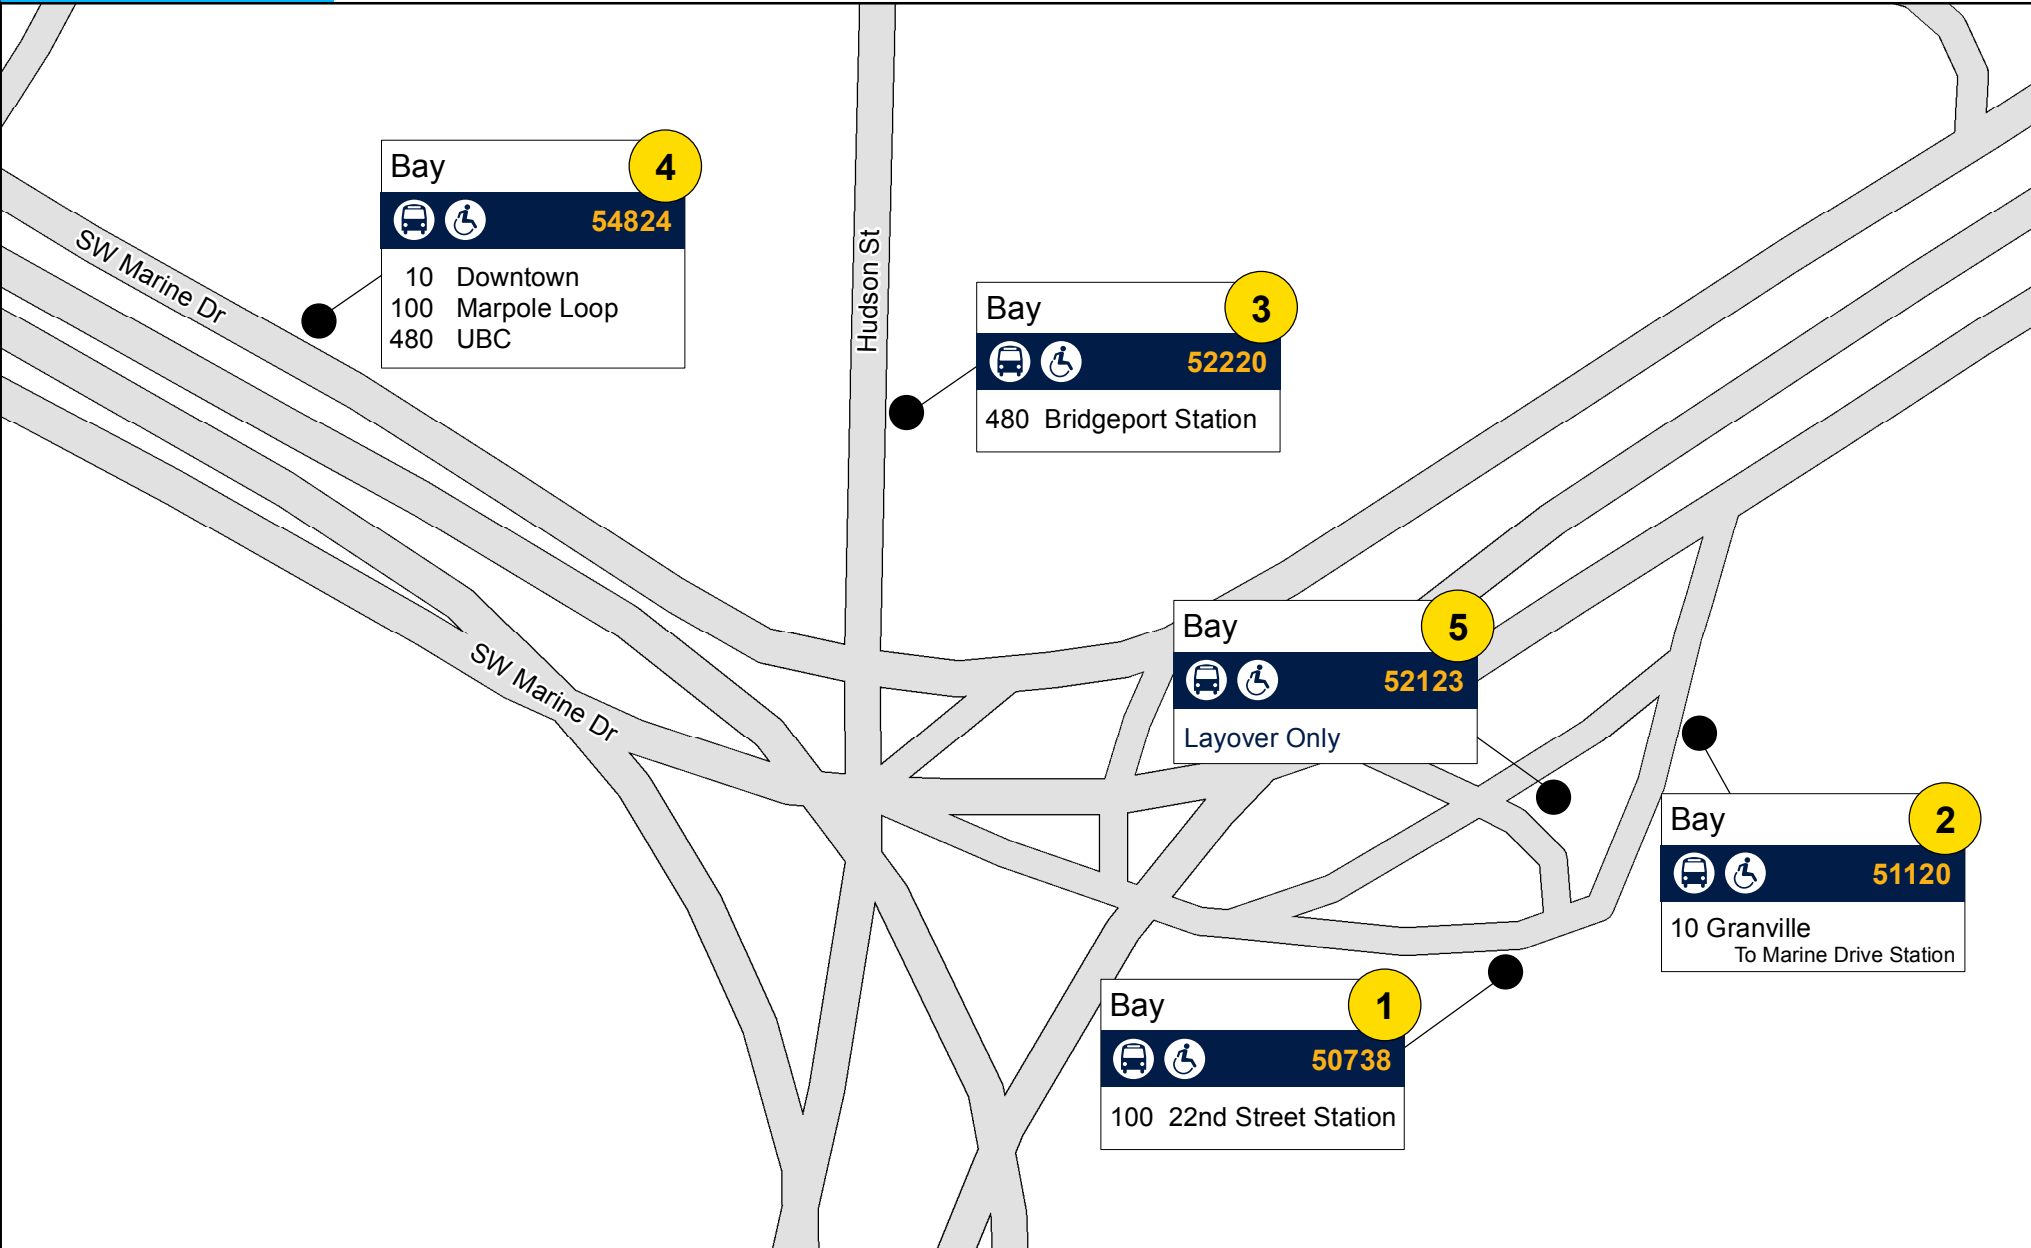 Bay 4
54824
10 Downtown
100 Marpole Loop
480 UBC
SW Marine Dr
Hudson St
Bay 3
52220
480 Bridgeport Station
Bay 5
52123
Layover Only
SW Marine Dr
Bay 2
51120
10 Granville
To Marine Drive Station
Bay 1
50738
100 22nd Street Station